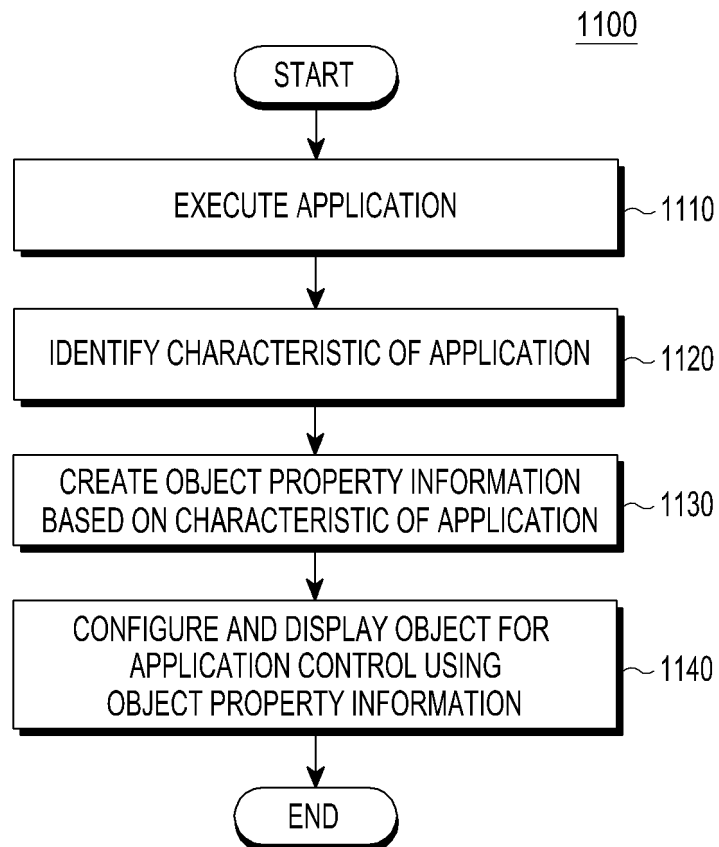 1100
START
EXECUTE APPLICATION
1110
IDENTIFY CHARACTERISTIC OF APPLICATION
1120
CREATE OBJECT PROPERTY INFORMATION
BASED ON CHARACTERISTIC OF APPLICATION
1130
CONFIGURE AND DISPLAY OBJECT FOR
APPLICATION CONTROL USING
OBJECT PROPERTY INFORMATION
1140
END